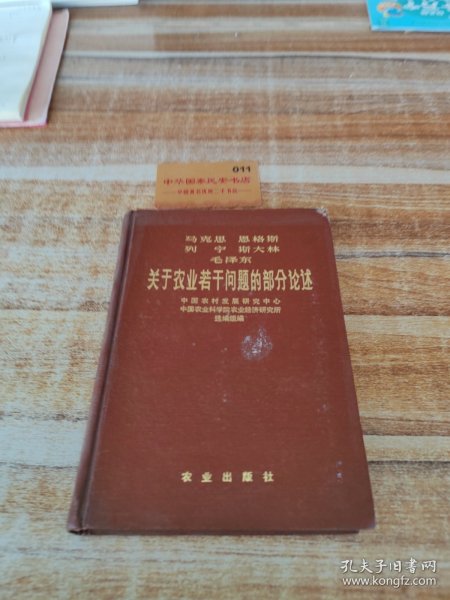 011
中华国安民安书店
马克思 恩格斯
列宁 斯大林
毛泽东
关于农业若干问题的部分论述
中国农村发展研究中心
中国农业科学院农业经济研究所
选编组编
农业出版社
孔夫子旧书网
www.kongfz.com